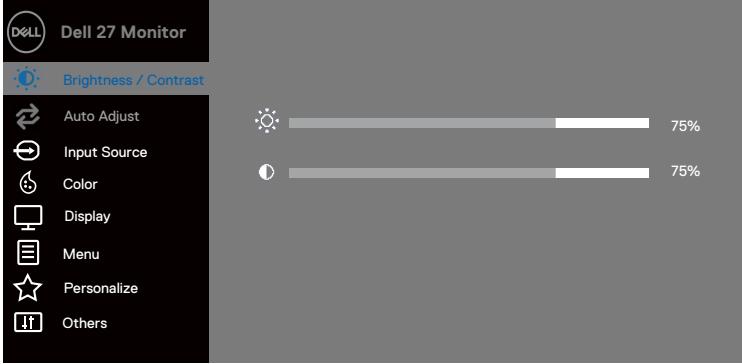 DELL
Dell 27 Monitor
Brightness / Contrast
Auto Adjust
Input Source
Color
Display
Menu
Personalize
Others
75%
75%